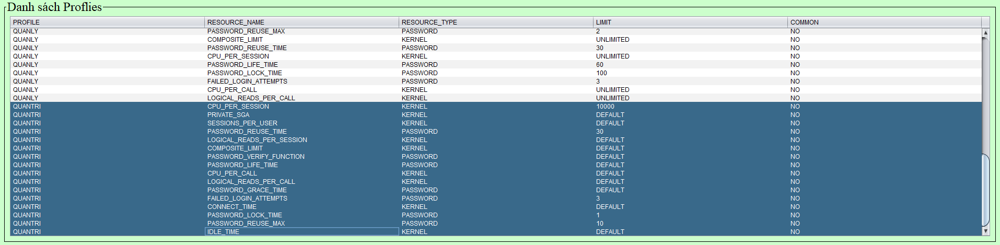 Danh sách Proflies
PROFILE RESOURCE_NAME RESOURCE_TYPE LIMIT COMMON
QUANLY PASSWORD_REUSE_MAX PASSWORD 2 NO
QUANLY COMPOSITE_LIMIT KERNEL UNLIMITED NO
QUANLY PASSWORD_REUSE_TIME PASSWORD 30 NO
QUANLY CPU_PER_SESSION KERNEL UNLIMITED NO
QUANLY PASSWORD_LIFE_TIME PASSWORD 60 NO
QUANLY PASSWORD_LOCK_TIME PASSWORD 100 NO
QUANLY FAILED_LOGIN_ATTEMPTS PASSWORD 3 NO
QUANLY CPU_PER_CALL KERNEL UNLIMITED NO
QUANLY LOGICAL_READS_PER_CALL KERNEL UNLIMITED NO
QUANTRI CPU_PER_SESSION KERNEL 10000 NO
QUANTRI PRIVATE_SGA KERNEL DEFAULT NO
QUANTRI SESSIONS_PER_USER KERNEL DEFAULT NO
QUANTRI PASSWORD_REUSE_TIME PASSWORD 30 NO
QUANTRI LOGICAL_READS_PER_SESSION KERNEL DEFAULT NO
QUANTRI COMPOSITE_LIMIT KERNEL DEFAULT NO
QUANTRI PASSWORD_VERIFY_FUNCTION PASSWORD DEFAULT NO
QUANTRI PASSWORD_LIFE_TIME PASSWORD DEFAULT NO
QUANTRI CPU_PER_CALL KERNEL DEFAULT NO
QUANTRI LOGICAL_READS_PER_CALL KERNEL DEFAULT NO
QUANTRI PASSWORD_GRACE_TIME PASSWORD DEFAULT NO
QUANTRI FAILED_LOGIN_ATTEMPTS PASSWORD 3 NO
QUANTRI CONNECT_TIME KERNEL DEFAULT NO
QUANTRI PASSWORD_LOCK_TIME PASSWORD 1 NO
QUANTRI PASSWORD_REUSE_MAX PASSWORD 10 NO
QUANTRI IDLE_TIME KERNEL DEFAULT NO